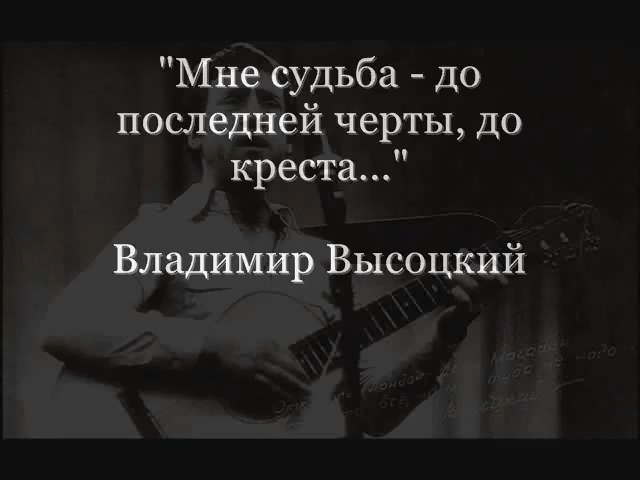 "Мне судьба - до
последней черты, до
креста..."
Владимир Высоцкий